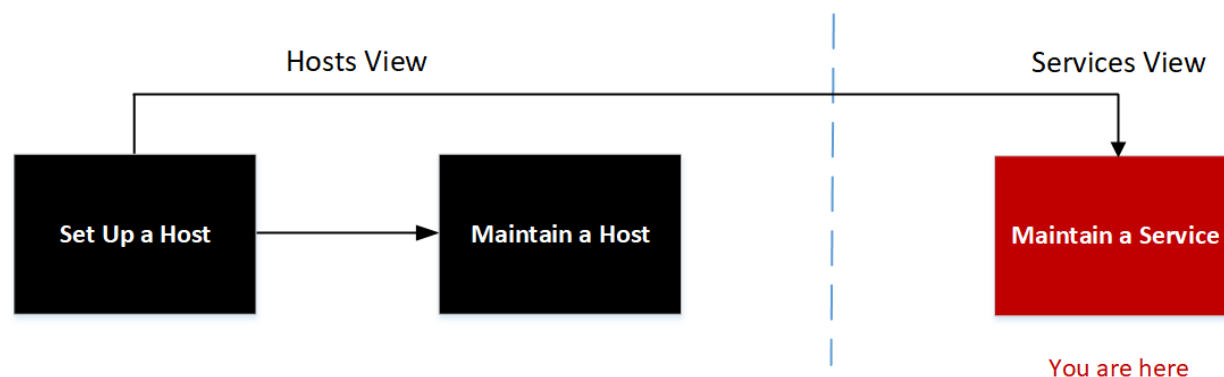 Hosts View
Services View
Set Up a Host
Maintain a Host
Maintain a Service
You are here